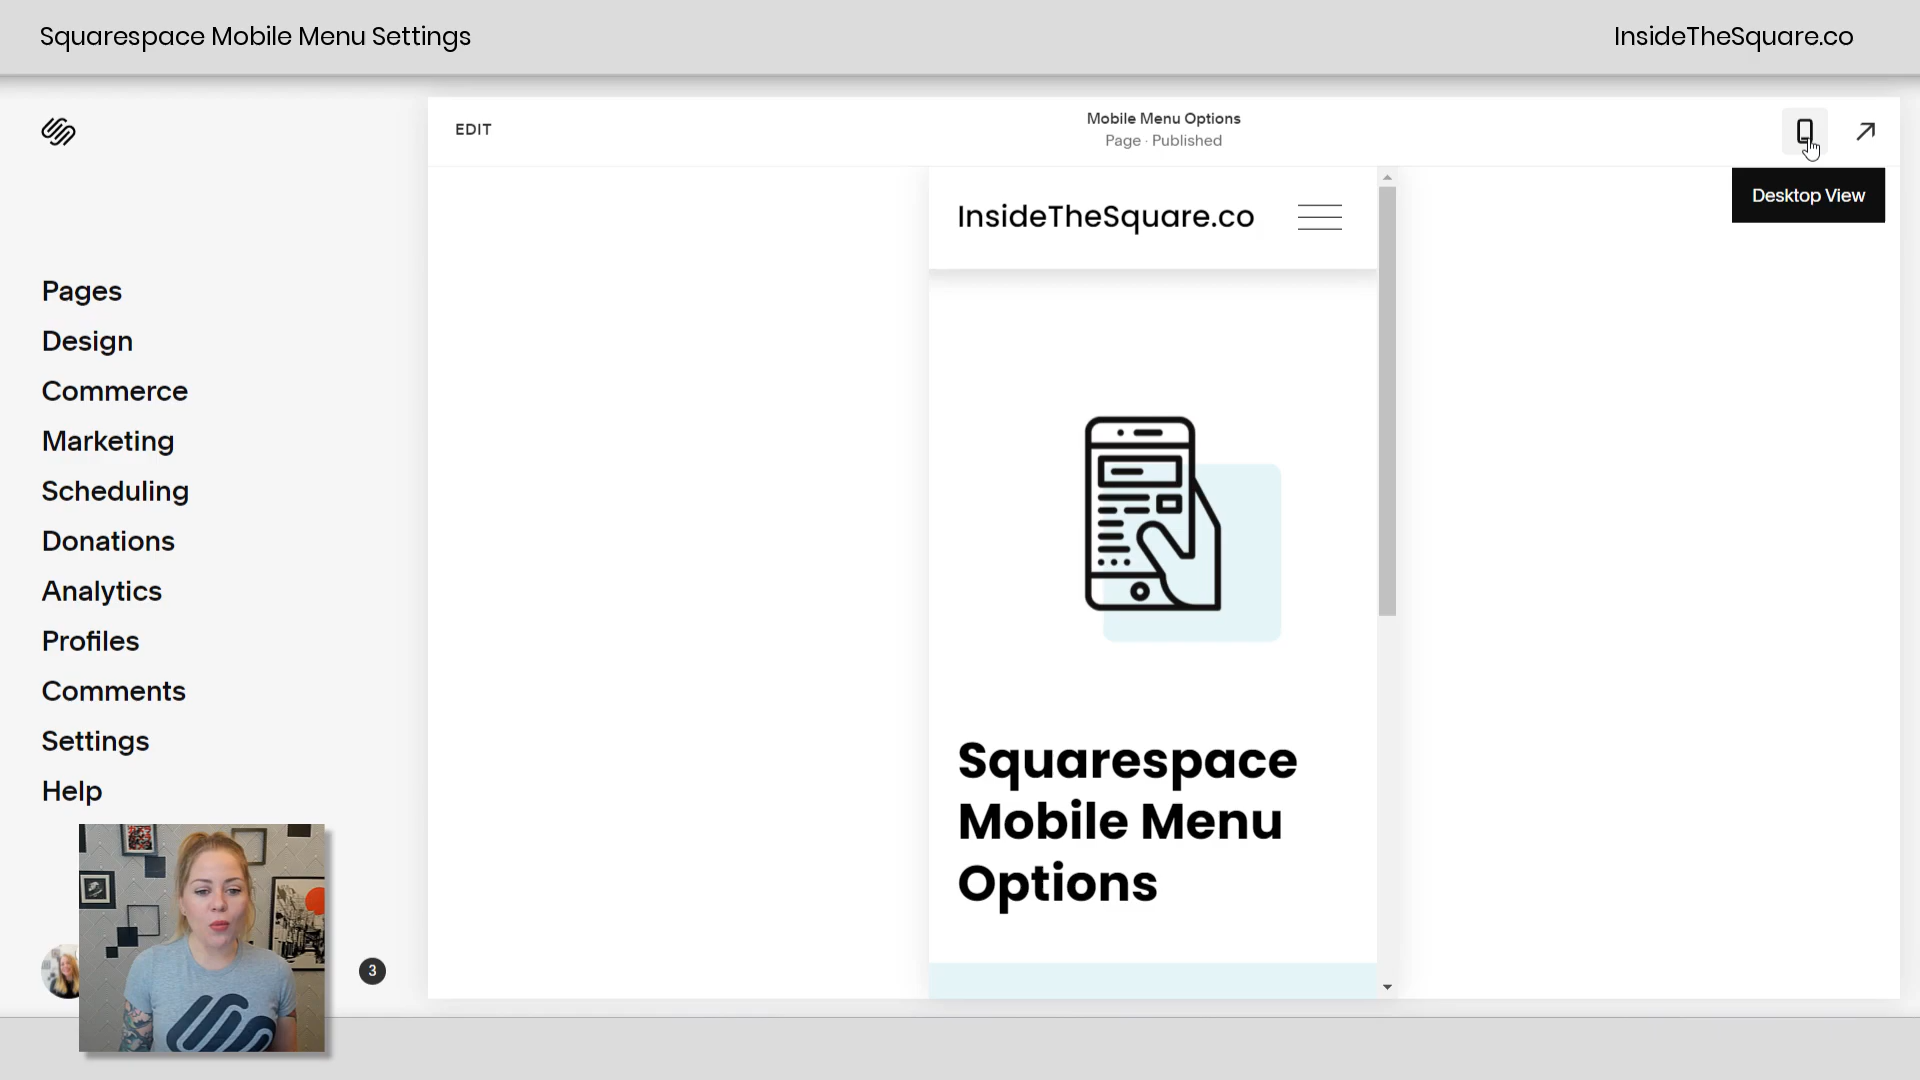 Squarespace Mobile Menu Settings
InsideTheSquare.co
EDIT
Mobile Menu Options
Page · Published
Desktop View
InsideTheSquare.co
Pages
Design
Commerce
Marketing
Scheduling
Donations
Analytics
Profiles
Comments
Settings
Help
Squarespace
Mobile Menu
Options
3